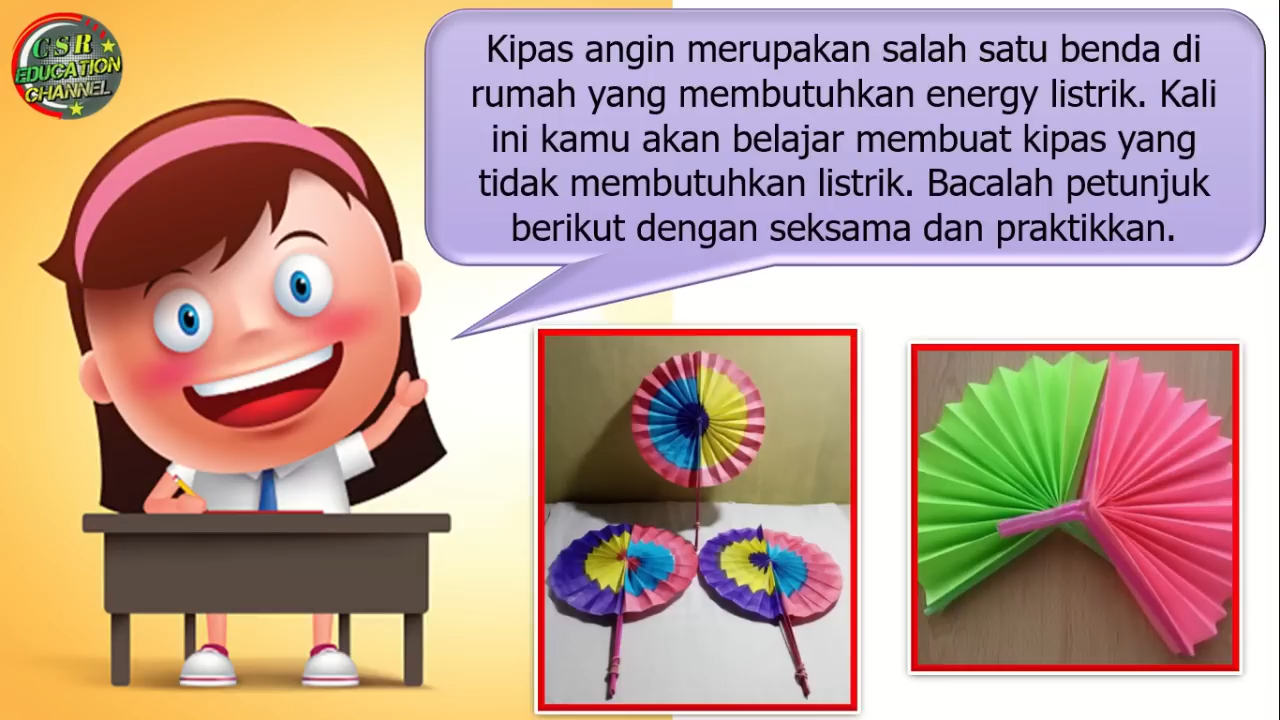 CSR
EDUCATION
CHANNEL
Kipas angin merupakan salah satu benda di
rumah yang membutuhkan energy listrik. Kali
ini kamu akan belajar membuat kipas yang
tidak membutuhkan listrik. Bacalah petunjuk
berikut dengan seksama dan praktikkan.